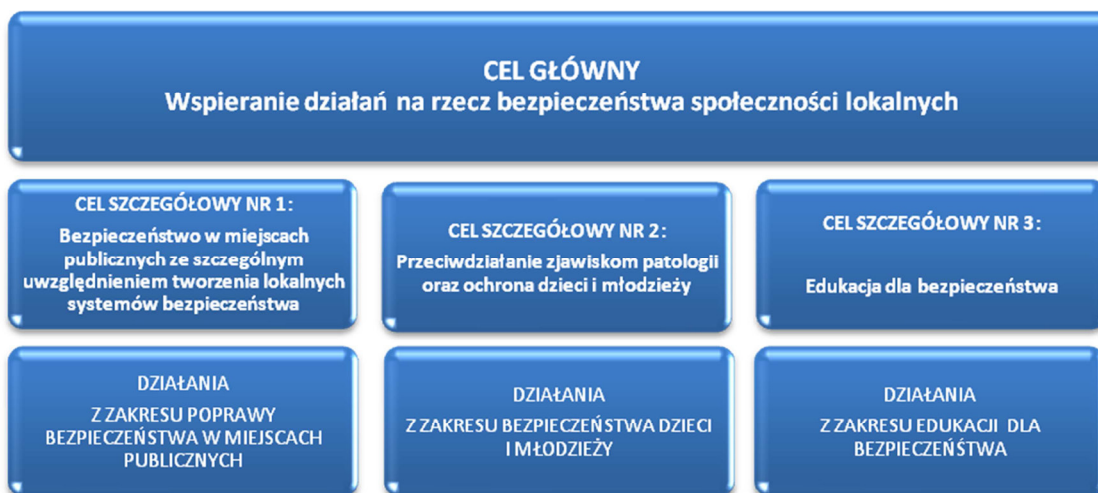 CEL GŁÓWNY
Wspieranie działań na rzecz bezpieczeństwa społeczności lokalnych
CEL SZCZEGÓŁOWY NR 1:
Bezpieczeństwo w miejscach
publicznych ze szczególnym
uwzględnieniem tworzenia lokalnych
systemów bezpieczeństwa
CEL SZCZEGÓŁOWY NR 2:
Przeciwdziałanie zjawiskom patologii
oraz ochrona dzieci i młodzieży
CEL SZCZEGÓŁOWY NR 3:
Edukacja dla bezpieczeństwa
DZIAŁANIA
Z ZAKRESU POPRAWY
BEZPIECZEŃSTWA W MIEJSCACH
PUBLICZNYCH
DZIAŁANIA
Z ZAKRESU BEZPIECZEŃSTWA DZIECI
I MŁODZIEŻY
DZIAŁANIA
Z ZAKRESU EDUKACJI DLA
BEZPIECZEŃŚTWA